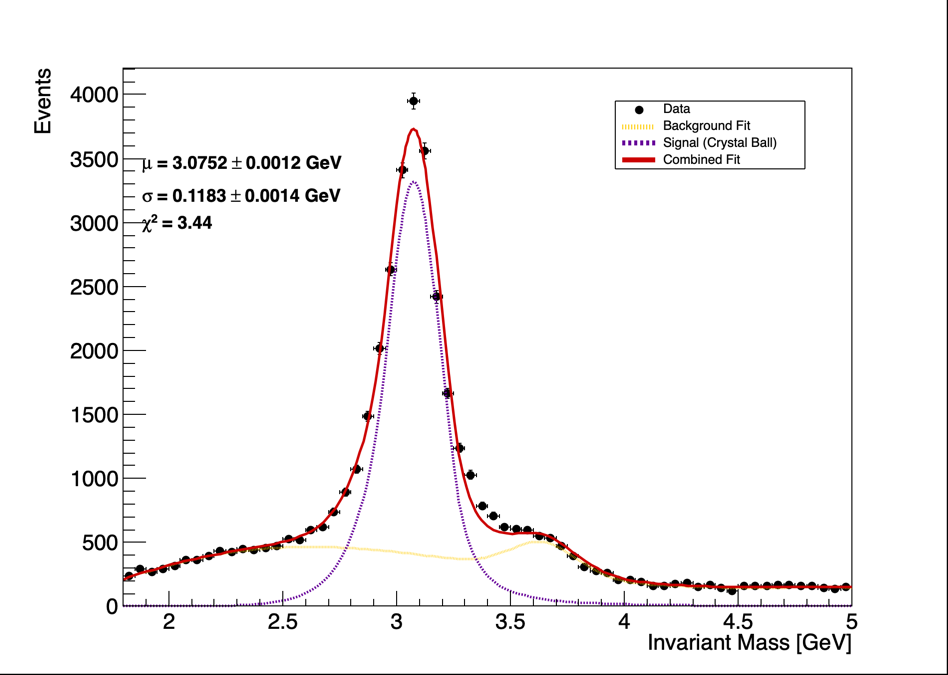 Events
4000
3500
3000
2500
2000
1500
1000
500
0
μ = 3.0752 ± 0.0012 GeV
σ = 0.1183 ± 0.0014 GeV
χ² = 3.44
Data
Background Fit
Signal (Crystal Ball)
Combined Fit
2 2.5 3 3.5 4 4.5 5
Invariant Mass [GeV]